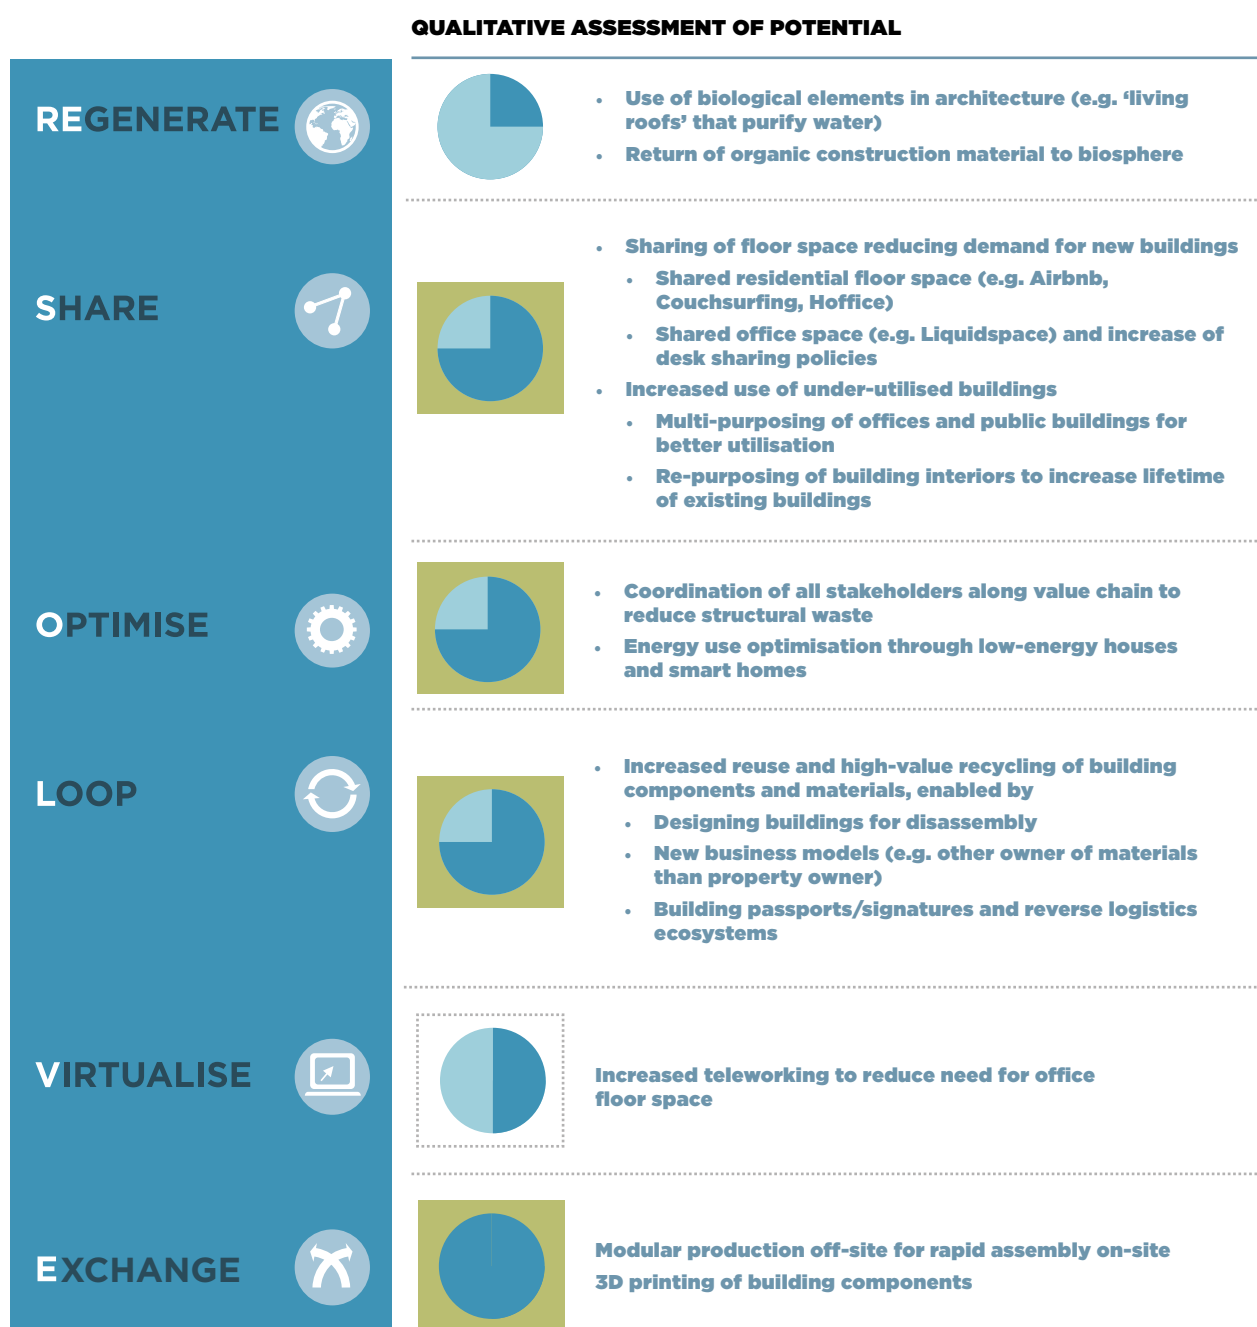 QUALITATIVE ASSESSMENT OF POTENTIAL
REGENERATE
• Use of biological elements in architecture (e.g. ‘living
roofs’ that purify water)
• Return of organic construction material to biosphere
SHARE
• Sharing of floor space reducing demand for new buildings
• Shared residential floor space (e.g. Airbnb,
Couchsurfing, Hoffice)
• Shared office space (e.g. Liquidspace) and increase of
desk sharing policies
• Increased use of under-utilised buildings
• Multi-purposing of offices and public buildings for
better utilisation
• Re-purposing of building interiors to increase lifetime
of existing buildings
OPTIMISE
• Coordination of all stakeholders along value chain to
reduce structural waste
• Energy use optimisation through low-energy houses
and smart homes
LOOP
• Increased reuse and high-value recycling of building
components and materials, enabled by
• Designing buildings for disassembly
• New business models (e.g. other owner of materials
than property owner)
• Building passports/signatures and reverse logistics
ecosystems
VIRTUALISE
Increased teleworking to reduce need for office
floor space
EXCHANGE
Modular production off-site for rapid assembly on-site
3D printing of building components